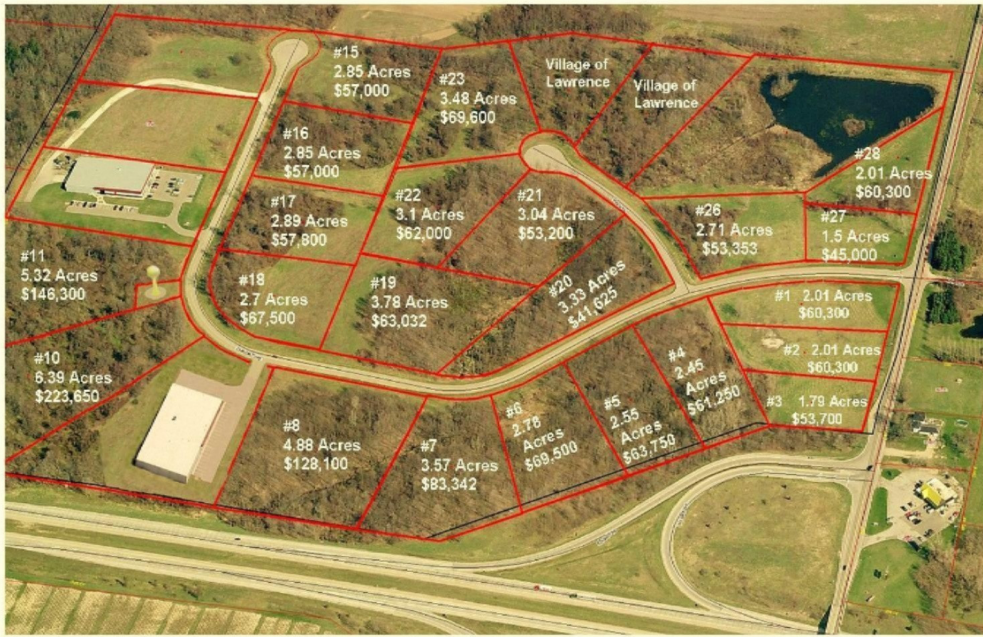 #15
2.85 Acres
$57,000
#23
3.48 Acres
$69,600
Village of
Lawrence
Village of
Lawrence
#16
2.85 Acres
$57,000
#28
2.01 Acres
$60,300
#17
2.89 Acres
$57,800
#22
3.1 Acres
$62,000
#21
3.04 Acres
$53,200
#26
2.71 Acres
$53,353
#27
1.5 Acres
$45,000
#11
5.32 Acres
$146,300
#18
2.7 Acres
$67,500
#19
3.78 Acres
$63,032
#20
3.33 Acres
$41,625
#1 2.01 Acres
$60,300
#2 2.01 Acres
$60,300
#3 1.79 Acres
$53,700
#10
6.39 Acres
$223,650
#8
4.88 Acres
$128,100
#7
3.57 Acres
$83,342
#6
2.78
Acres
$69,500
#5
2.55
Acres
$63,750
#4
2.45
Acres
$61,250